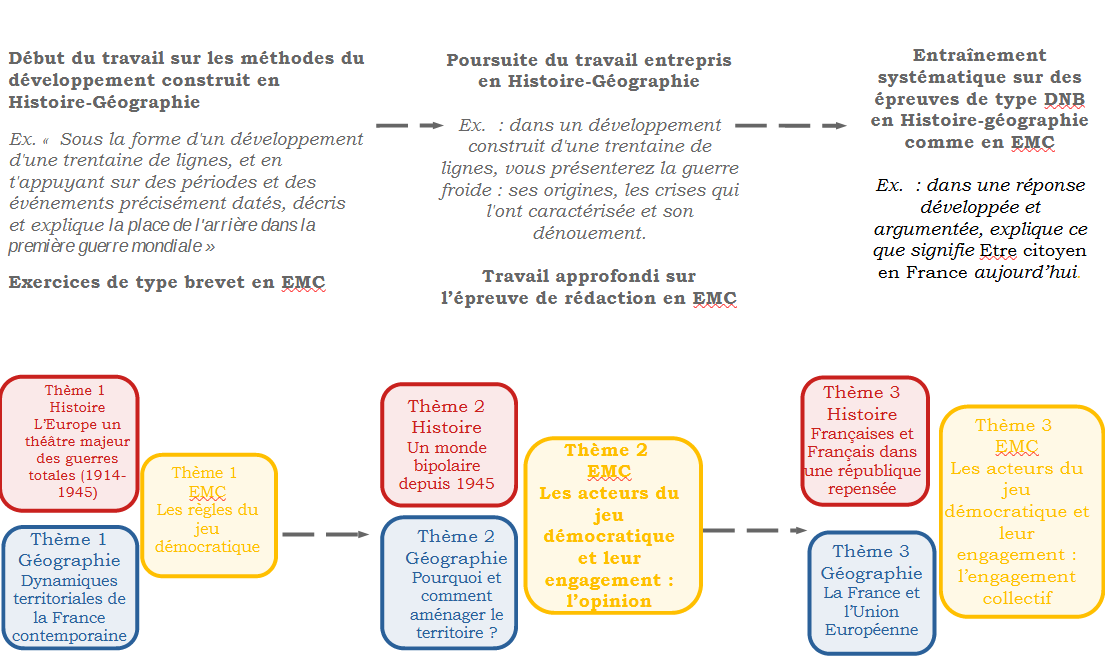 Début du travail sur les méthodes du
développement construit en
Histoire-Géographie
Ex. « Sous la forme d'un développement
d'une trentaine de lignes, et en
t'appuyant sur des périodes et des
événements précisément datés, décris
et explique la place de l'arrière dans la
première guerre mondiale »
Exercices de type brevet en EMC
Poursuite du travail entrepris
en Histoire-Géographie
Ex. : dans un développement
construit d'une trentaine de
lignes, vous présenterez la guerre
froide : ses origines, les crises qui
l'ont caractérisée et son
dénouement.
Travail approfondi sur
l'épreuve de rédaction en EMC
Entraînement
systématique sur des
épreuves de type DNB
en Histoire-géographie
comme en EMC
Ex. : dans une réponse
développée et
argumentée, explique ce
que signifie Etre citoyen
en France aujourd'hui.
Thème 1
Histoire
L'Europe un
théâtre majeur
des guerres
totales (1914-
1945)
Thème 1
EMC
Les règles du
jeu
démocratique
Thème 1
Géographie
Dynamiques
territoriales de
la France
contemporaine
Thème 2
Histoire
Un monde
bipolaire
depuis 1945
Thème 2
EMC
Les acteurs du
jeu
démocratique
et leur
engagement :
l'opinion
Thème 2
Géographie
Pourquoi et
comment
aménager le
territoire ?
Thème 3
Histoire
Françaises et
Français dans
une république
repensée
Thème 3
EMC
Les acteurs du
jeu
démocratique et
leur
engagement :
l'engagement
collectif
Thème 3
Géographie
La France et
l'Union
Européenne